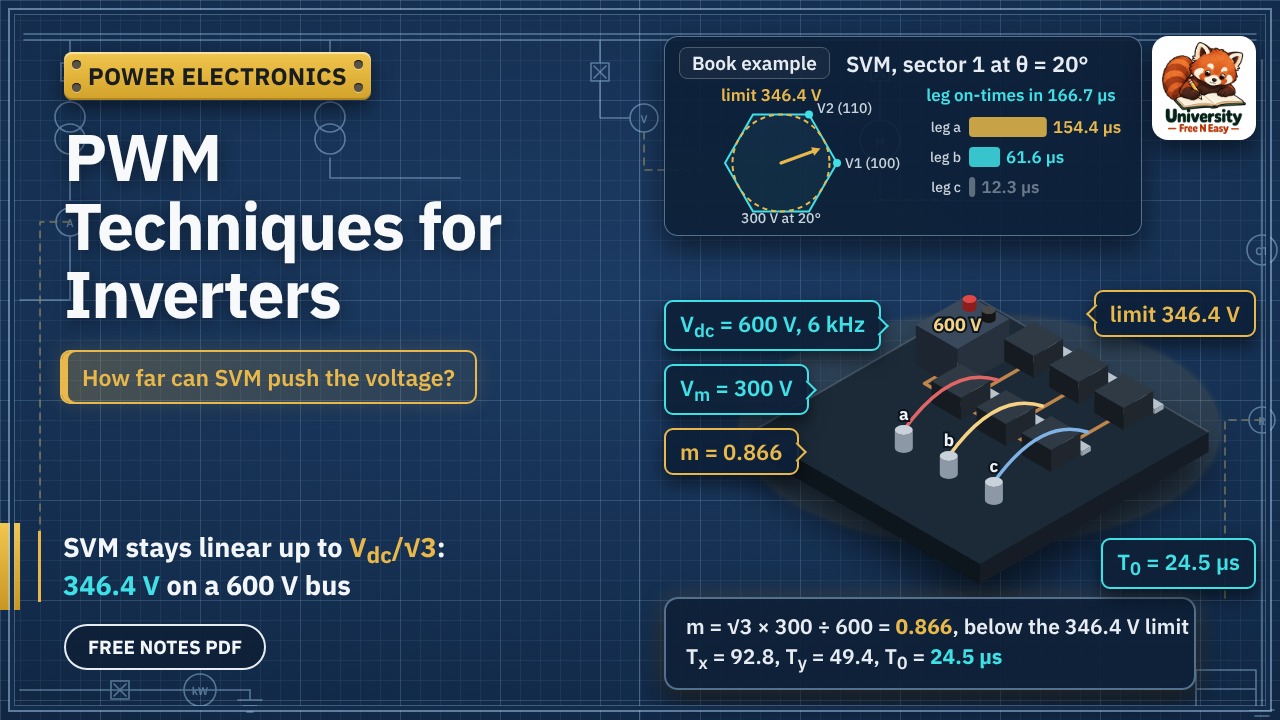 POWER ELECTRONICS
PWM
Techniques for
Inverters
How far can SVM push the voltage?
SVM stays linear up to Vdc/√3:
346.4 V on a 600 V bus
FREE NOTES PDF
Book example
SVM, sector 1 at θ = 20°
limit 346.4 V
V2 (110)
V1 (100)
300 V at 20°
leg on-times in 166.7 µs
leg a 154.4 µs
leg b 61.6 µs
leg c 12.3 µs
University
Free N Easy
Vdc = 600 V, 6 kHz
Vm = 300 V
m = 0.866
600 V
limit 346.4 V
a
b
c
T0 = 24.5 µs
m = √3 × 300 ÷ 600 = 0.866, below the 346.4 V limit
Tx = 92.8, Ty = 49.4, T0 = 24.5 µs
V
A
kW